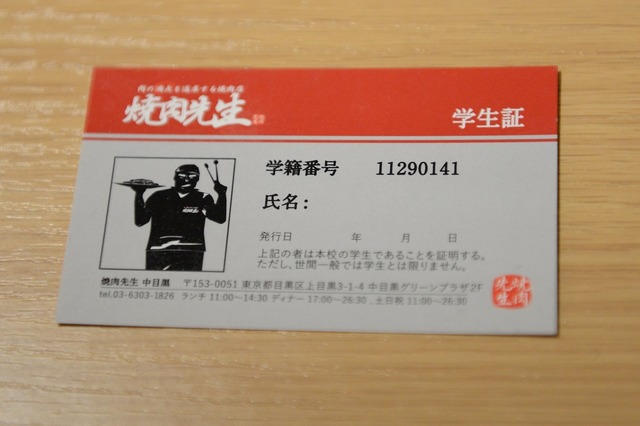 肉の満点を追求する焼肉店
焼肉先生
学生証
学籍番号 11290141
氏名:
発行日 年 月 日
上記の者は本校の学生であることを証明する。
ただし、世間一般では学生とは限りません。
焼肉先生 中目黒 〒153-0051 東京都目黒区上目黒3-1-4 中目黒グリーンプラザ2F
tel.03-6303-1826 ランチ 11:00~14:30 ディナー 17:00~26:30 、土日祝 11:00~26:30
焼肉先生